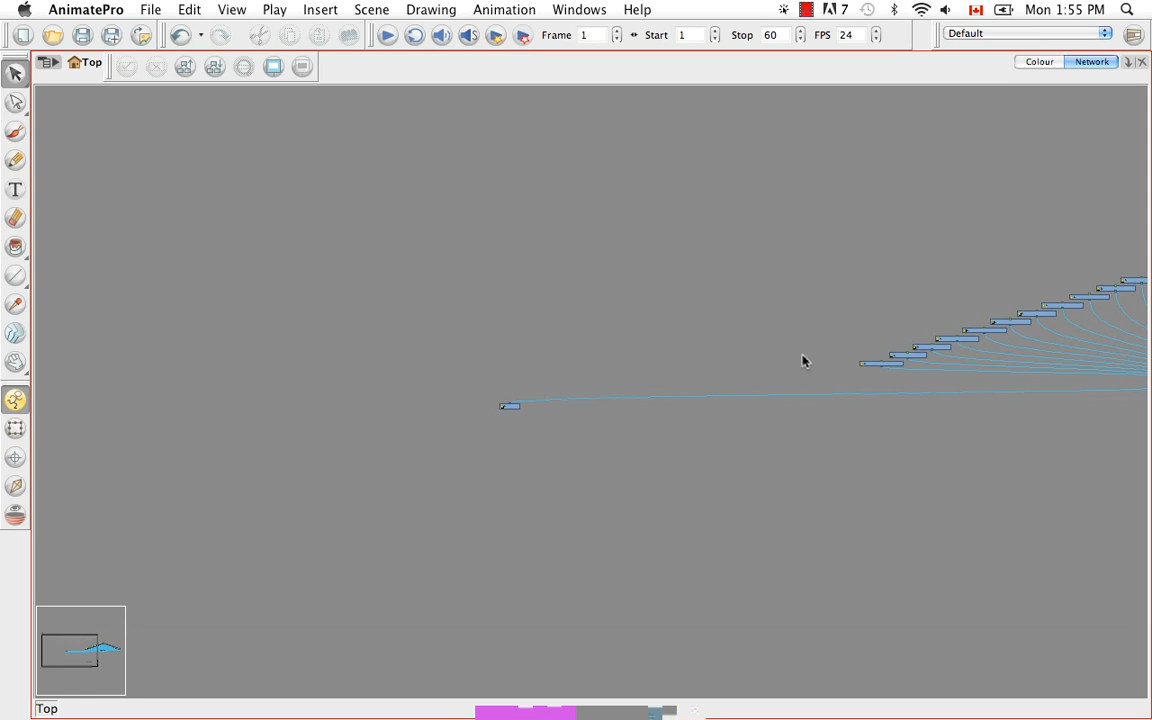 AnimatePro File Edit View Play Insert Scene Drawing Animation Windows Help 7 Mon 1:55 PM
Frame 1 Start 1 Stop 60 FPS 24 Default
Top Colour Network
T
Top